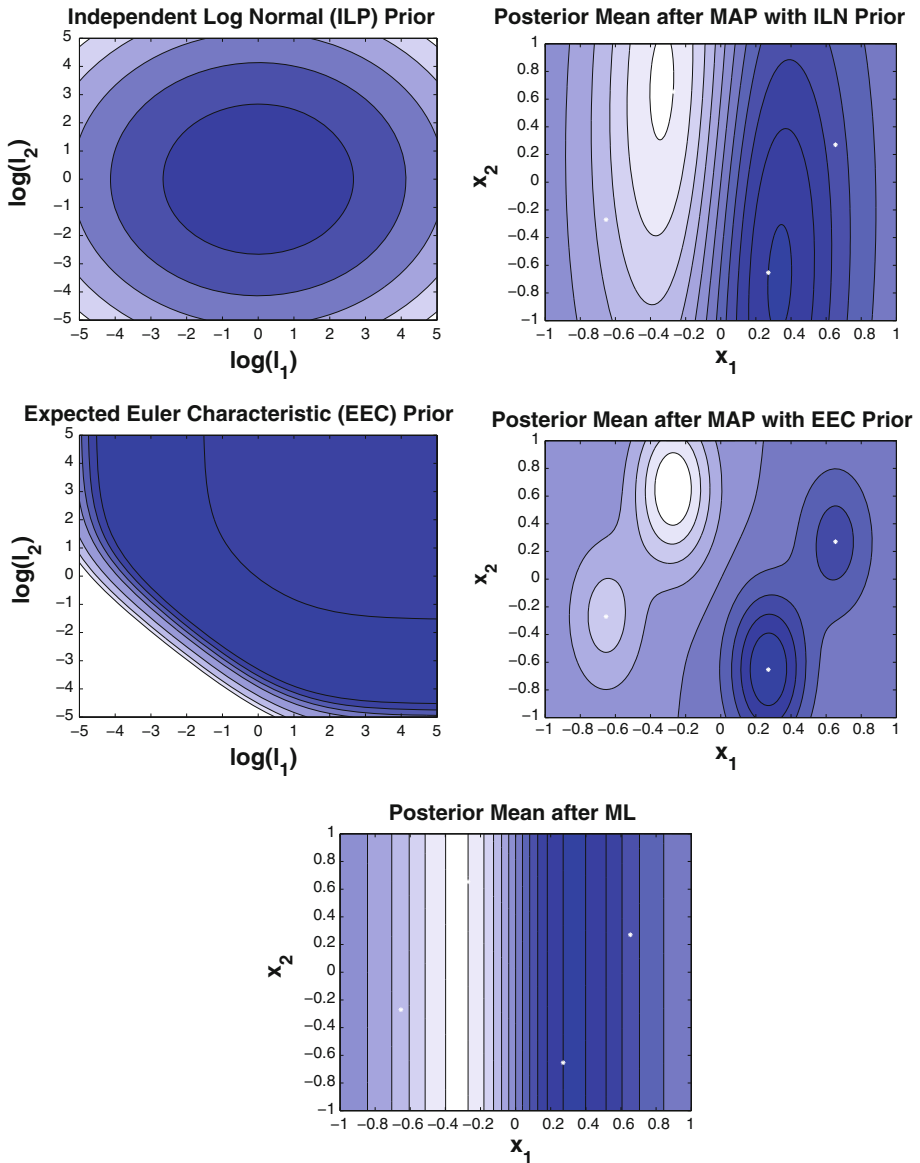 Independent Log Normal (ILP) Prior
5
4
3
2
1
0
−1
−2
−3
−4
−5
log(l_2)
−5 −4 −3 −2 −1 0 1 2 3 4 5
log(l_1)
Posterior Mean after MAP with ILN Prior
1
0.8
0.6
0.4
0.2
0
−0.2
−0.4
−0.6
−0.8
−1
x_2
−1 −0.8 −0.6 −0.4 −0.2 0 0.2 0.4 0.6 0.8 1
x_1
Expected Euler Characteristic (EEC) Prior
5
4
3
2
1
0
−1
−2
−3
−4
−5
log(l_2)
−5 −4 −3 −2 −1 0 1 2 3 4 5
log(l_1)
Posterior Mean after MAP with EEC Prior
1
0.8
0.6
0.4
0.2
0
−0.2
−0.4
−0.6
−0.8
−1
x_2
−1 −0.8 −0.6 −0.4 −0.2 0 0.2 0.4 0.6 0.8 1
x_1
Posterior Mean after ML
1
0.8
0.6
0.4
0.2
0
−0.2
−0.4
−0.6
−0.8
−1
x_2
−1 −0.8 −0.6 −0.4 −0.2 0 0.2 0.4 0.6 0.8 1
x_1